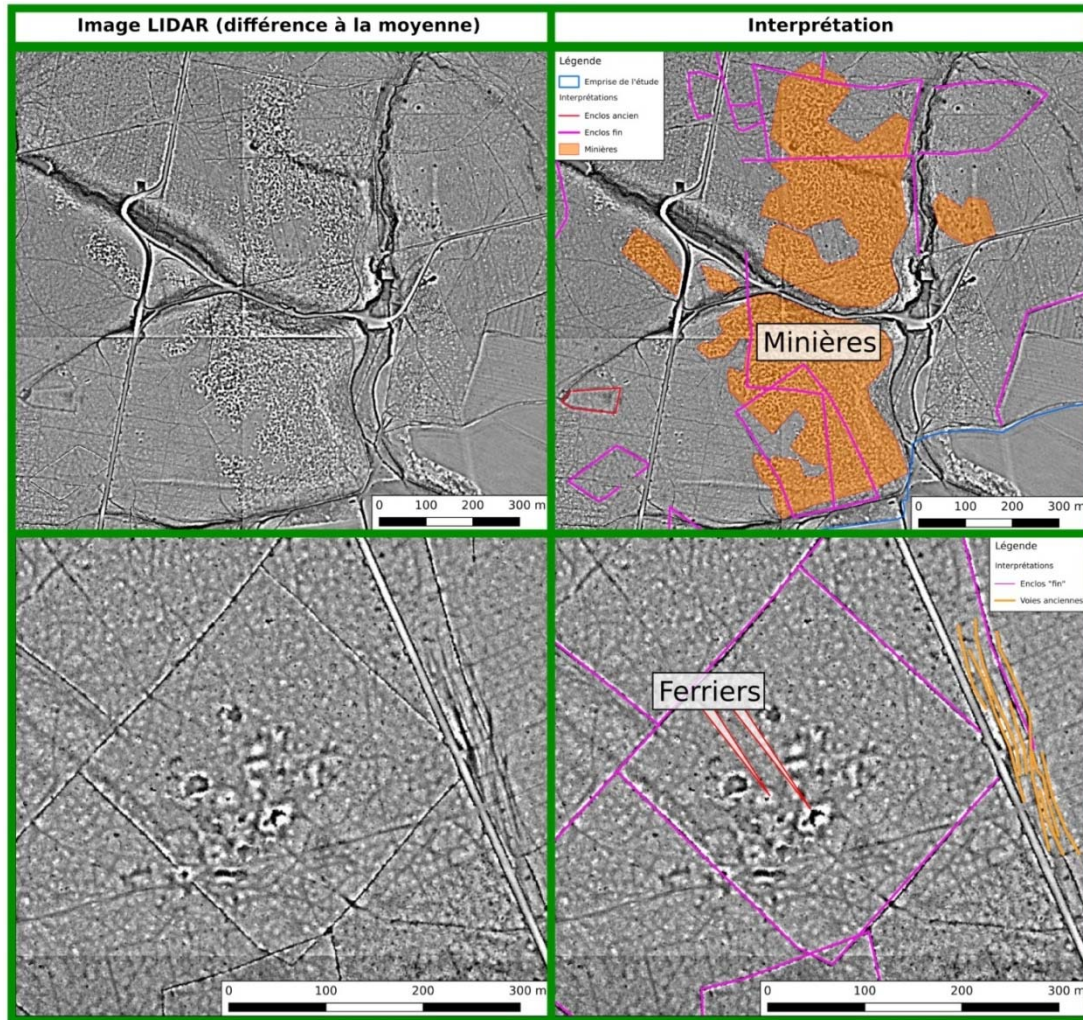 Image LIDAR (différence à la moyenne)
Interprétation
Légende
Emprise de l'étude
Interprétations
Enclos ancien
Enclos fin
Minières
Minières
0 100 200 300 m
0 100 200 300 m
Légende
Interprétations
Enclos "fin"
Voies anciennes
Ferriers
0 100 200 300 m
0 100 200 300 m